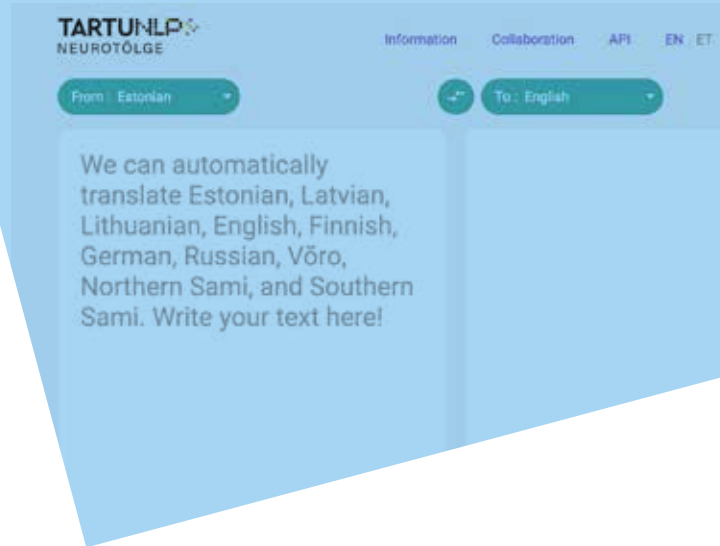 TARTUNLP
NEUROTÕLGE
Information Collaboration API EN ET
From : Estonian
To : English
We can automatically
translate Estonian, Latvian,
Lithuanian, English, Finnish,
German, Russian, Võro,
Northern Sami, and Southern
Sami. Write your text here!